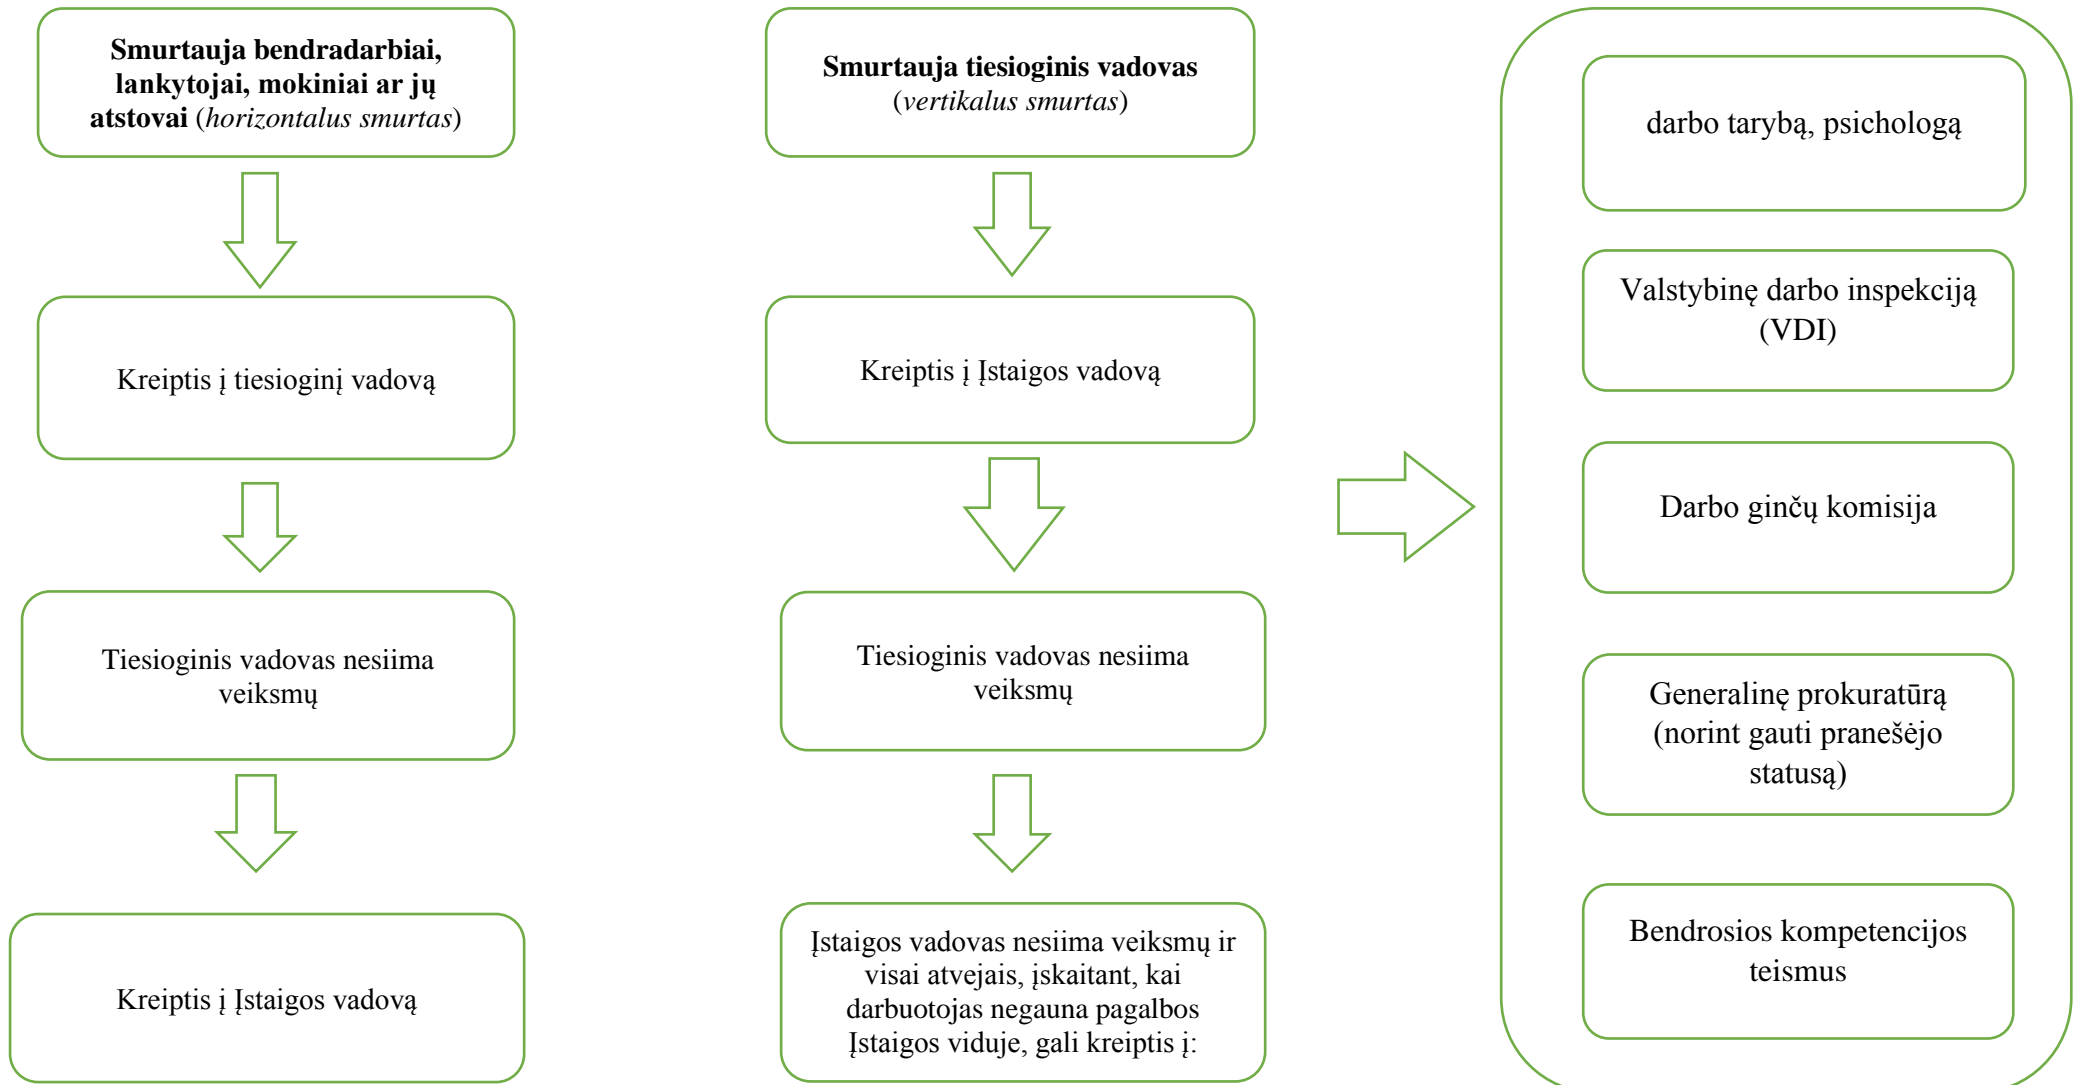 Smurtauja bendradarbiai,
lankytojai, mokiniai ar jų
atstovai (horizontalus smurtas)
Kreiptis į tiesioginį vadovą
Tiesioginis vadovas nesiima
veiksmų
Kreiptis į Įstaigos vadovą
Smurtauja tiesioginis vadovas
(vertikalus smurtas)
Kreiptis į Įstaigos vadovą
Tiesioginis vadovas nesiima
veiksmų
Įstaigos vadovas nesiima veiksmų ir
visai atvejais, įskaitant, kai
darbuotojas negauna pagalbos
Įstaigos viduje, gali kreiptis į:
darbo tarybą, psichologą
Valstybinę darbo inspekciją
(VDI)
Darbo ginčų komisija
Generalinę prokuratūrą
(norint gauti pranešėjo
statusą)
Bendrosios kompetencijos
teismus